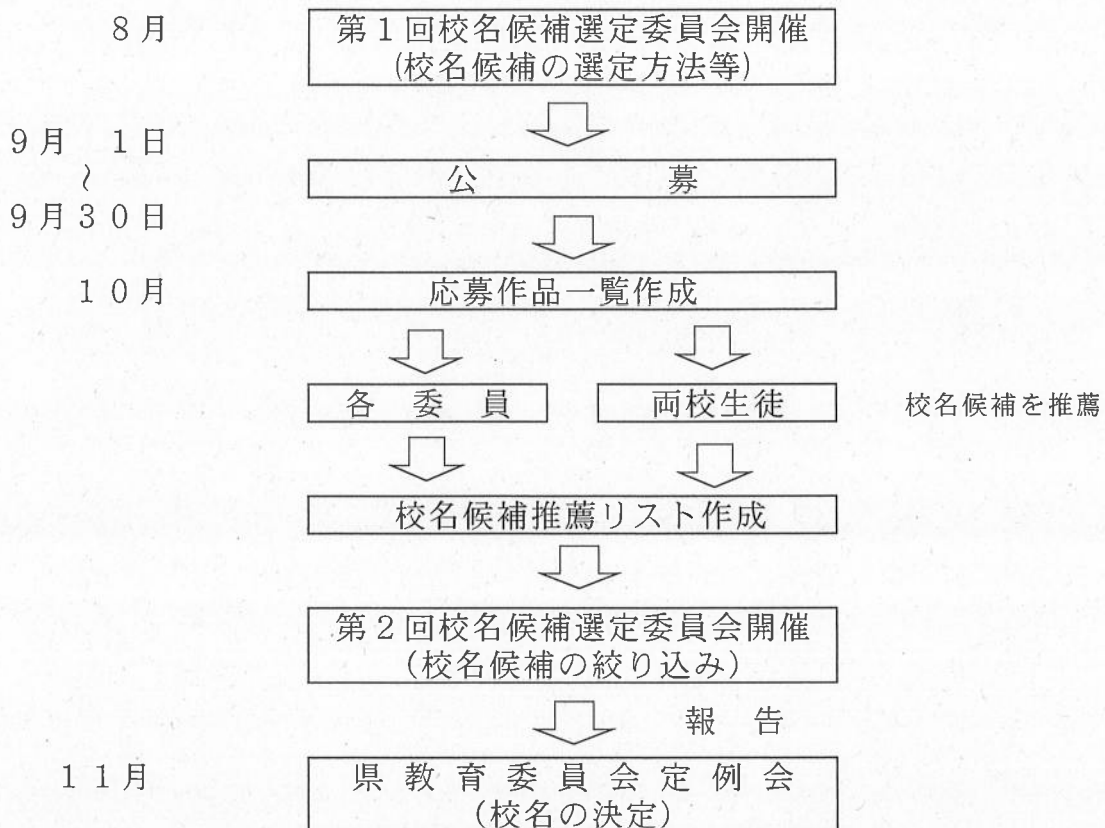 8月
第1回校名候補選定委員会開催
(校名候補の選定方法等)
9月 1日
~
9月30日
公 募
10月
応募作品一覧作成
各 委 員
両校生徒
校名候補を推薦
校名候補推薦リスト作成
第2回校名候補選定委員会開催
(校名候補の絞り込み)
報 告
11月
県教育委員会定例会
(校名の決定)